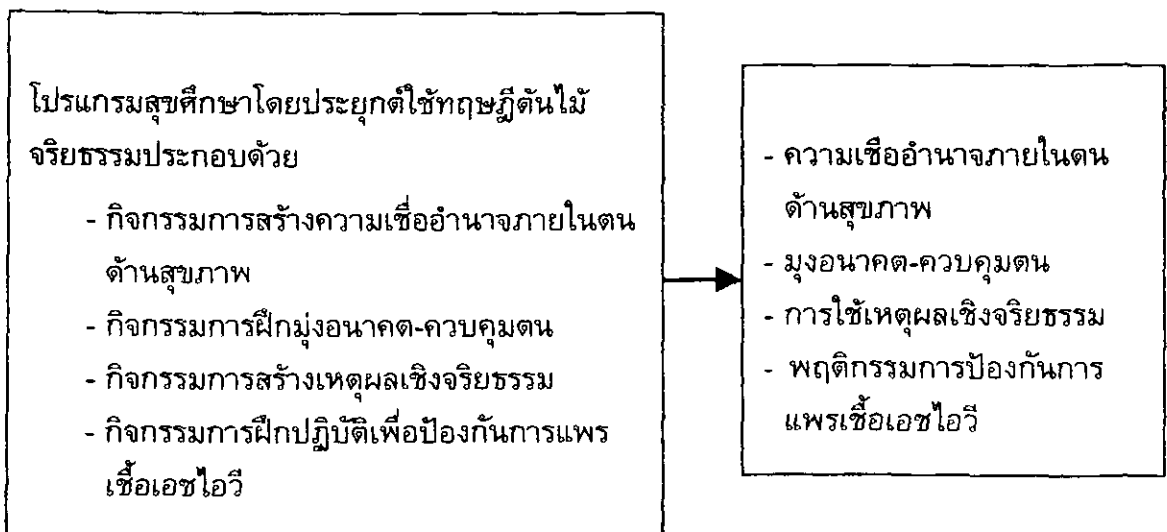 โปรแกรมสุขศึกษาโดยประยุกต์ใช้ทฤษฎีต้นไม้
จริยธรรมประกอบด้วย
- กิจกรรมการสร้างความเชื่ออำนาจภายในตน
ด้านสุขภาพ
- กิจกรรมการฝึกมุ่งอนาคต-ควบคุมตน
- กิจกรรมการสร้างเหตุผลเชิงจริยธรรม
- กิจกรรมการฝึกปฏิบัติเพื่อป้องกันการแพร
เชื้อเอชไอวี
- ความเชื่ออำนาจภายในตน
ด้านสุขภาพ
- มุงอนาคต-ควบคุมตน
- การใช้เหตุผลเชิงจริยธรรม
- พฤติกรรมการป้องกันการ
แพรเชื้อเอชไอวี